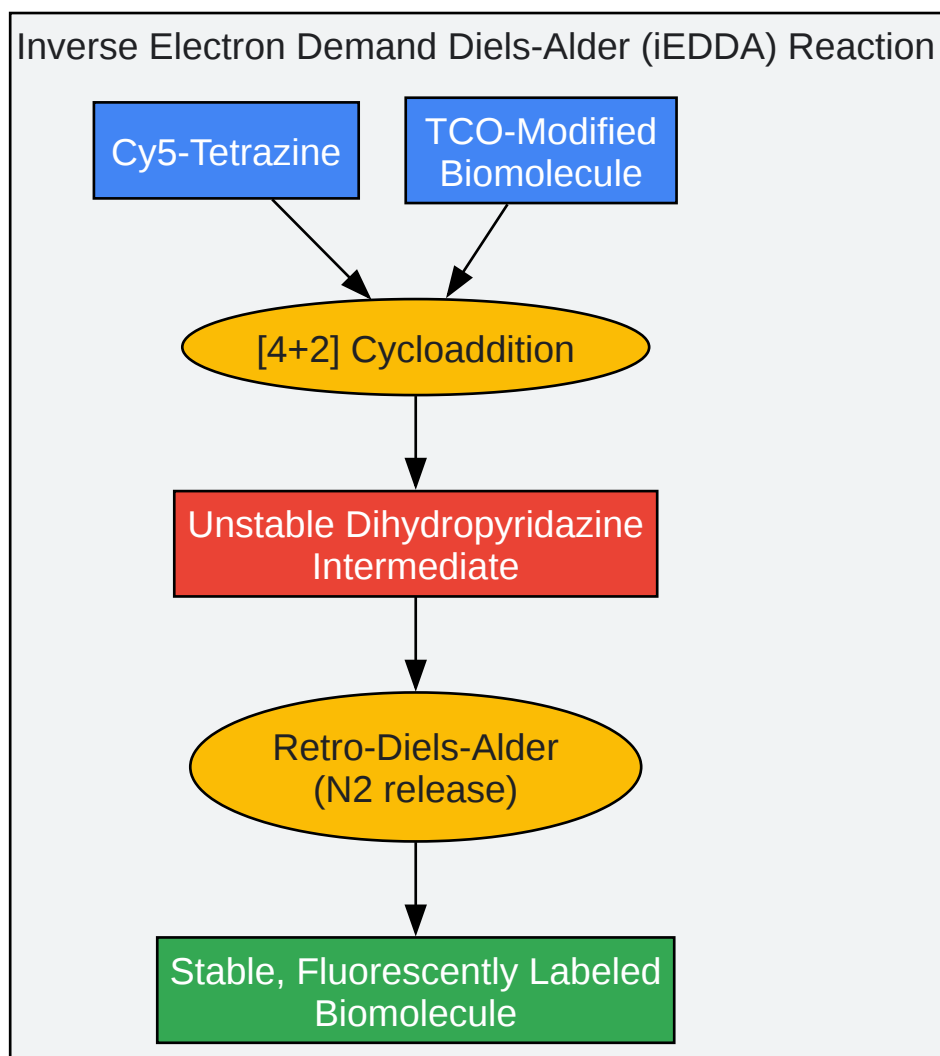 Inverse Electron Demand Diels-Alder (iEDDA) Reaction
Cy5-Tetrazine
TCO-Modified
Biomolecule
[4+2] Cycloaddition
Unstable Dihydropyridazine
Intermediate
Retro-Diels-Alder
(N2 release)
Stable, Fluorescently Labeled
Biomolecule